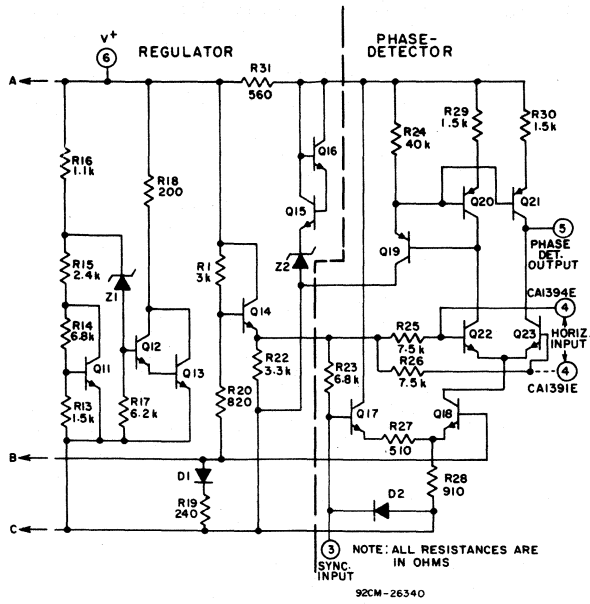 V+
6
REGULATOR
PHASE-
DETECTOR
A
R31
560
R16
1.1k
R18
200
Q16
R24
40k
R29
1.5k
R30
1.5k
Q15
Q20
Q21
R15
2.4k
Z1
R1
3k
Z2
Q19
5
PHASE
DET.
OUTPUT
R14
6.8k
Q12
Q14
CA1394E
4
Q11
Q13
R25
7.5k
Q22
Q23
HORIZ.
INPUT
R22
3.3k
R23
6.8k
R26
7.5k
4
CA1391E
R13
1.5k
R17
6.2k
R20
820
Q17
Q18
R27
510
B
D1
R28
910
R19
240
D2
C
3
SYNC.
INPUT
NOTE: ALL RESISTANCES ARE
IN OHMS
92CM-26340